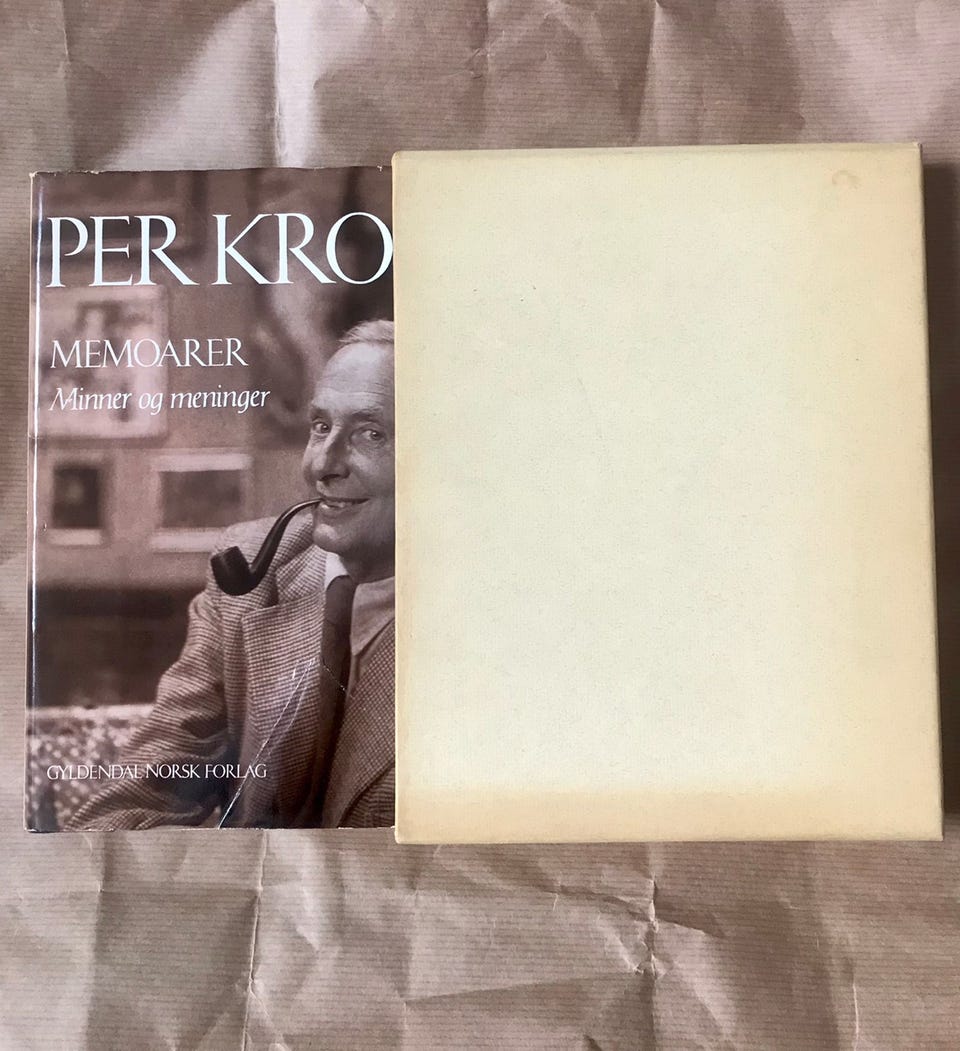 PER KRO
MEMOARER
Minner og meninger
GYLDENDAL NORSK FORLAG